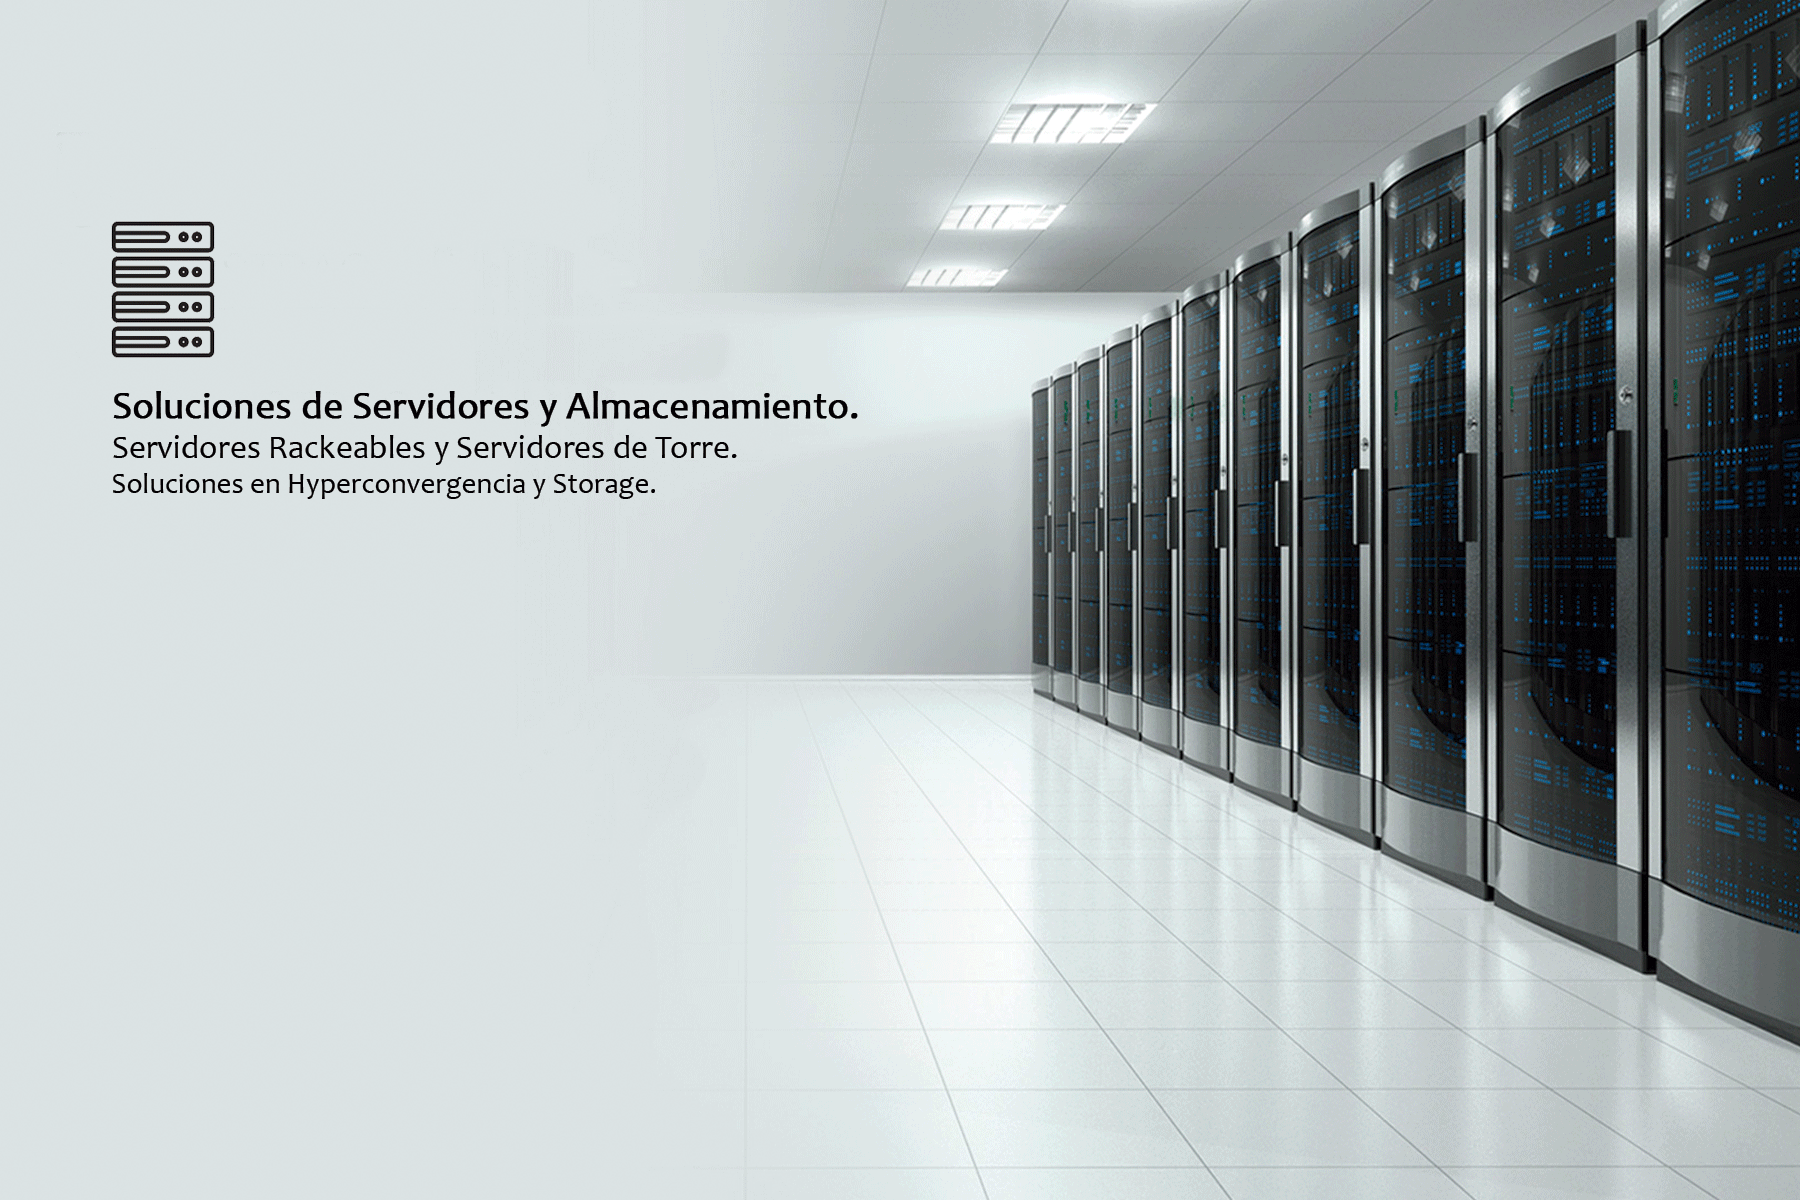 Soluciones de Servidores y Almacenamiento.
Servidores Rackeables y Servidores de Torre.
Soluciones en Hyperconvergencia y Storage.